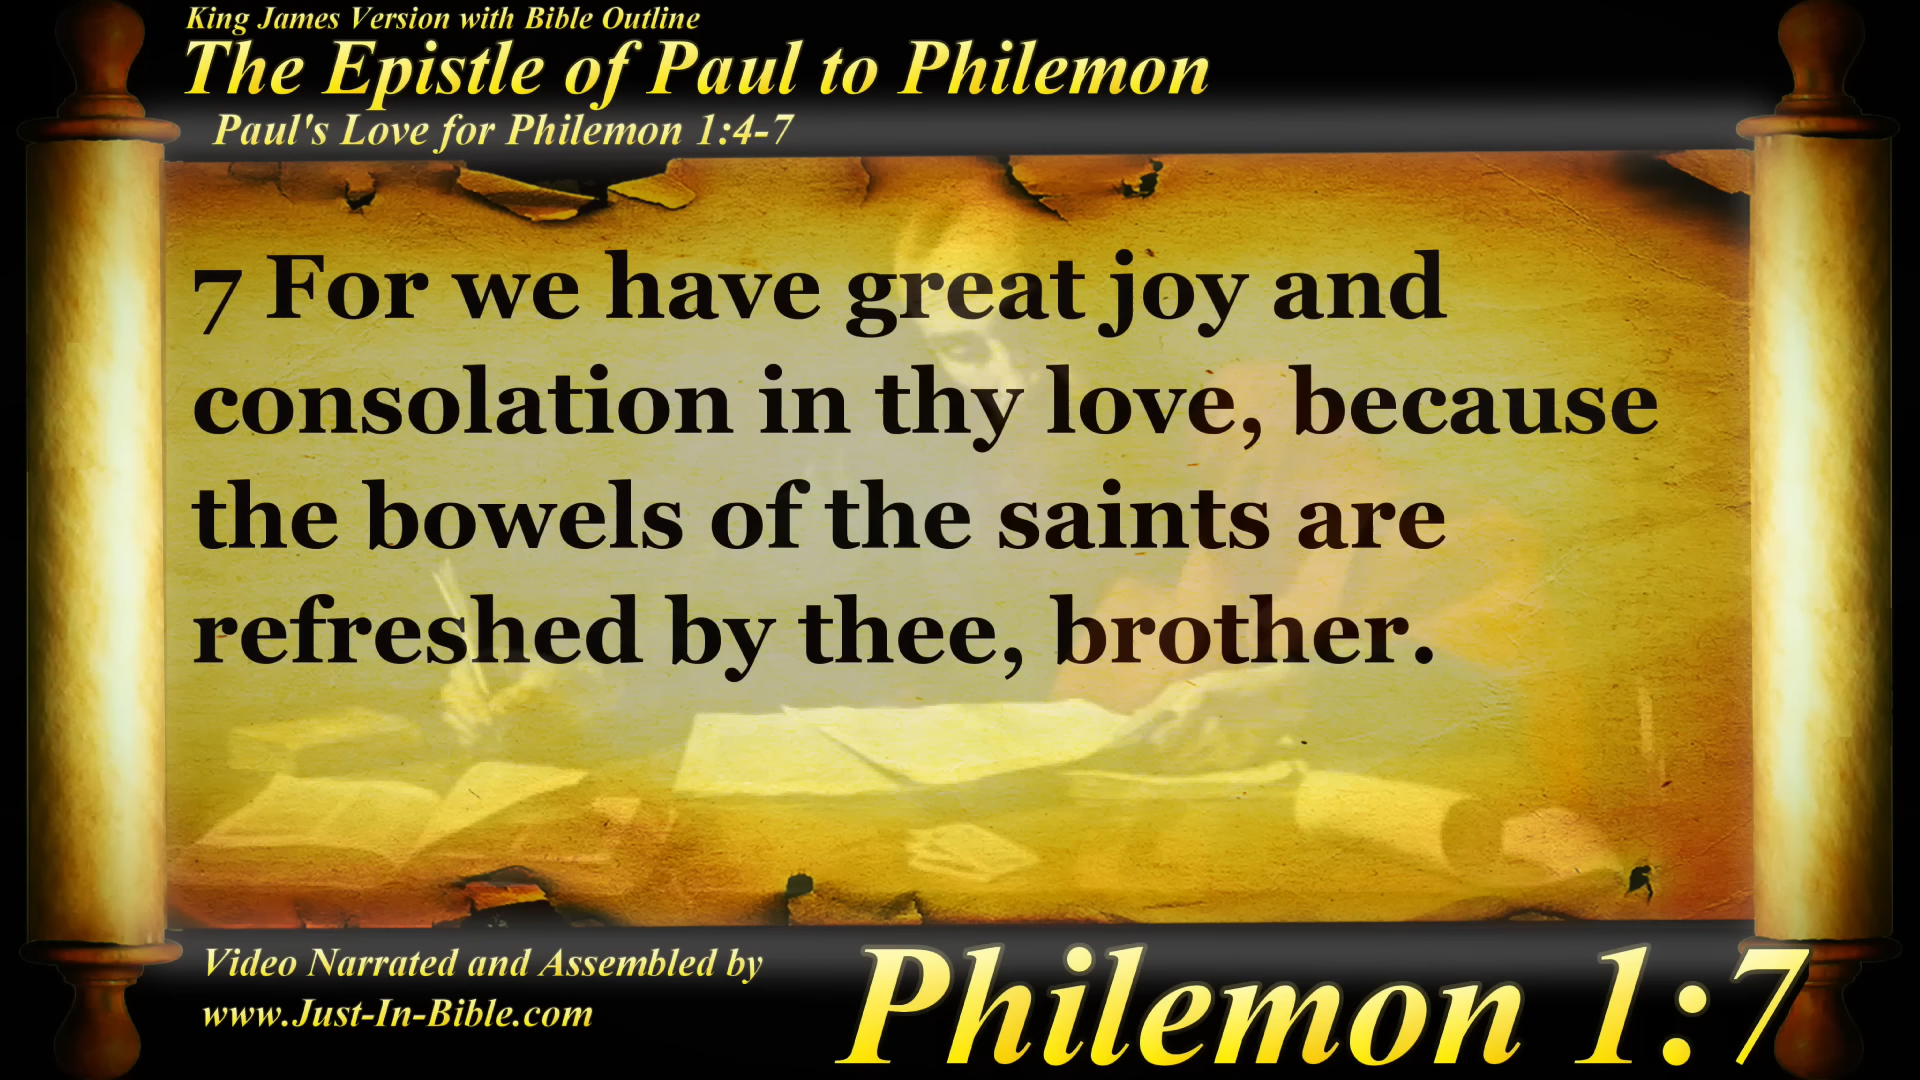 King James Version with Bible Outline
The Epistle of Paul to Philemon
Paul's Love for Philemon 1:4-7
7 For we have great joy and
consolation in thy love, because
the bowels of the saints are
refreshed by thee, brother.
Video Narrated and Assembled by
www.Just-In-Bible.com
Philemon 1:7